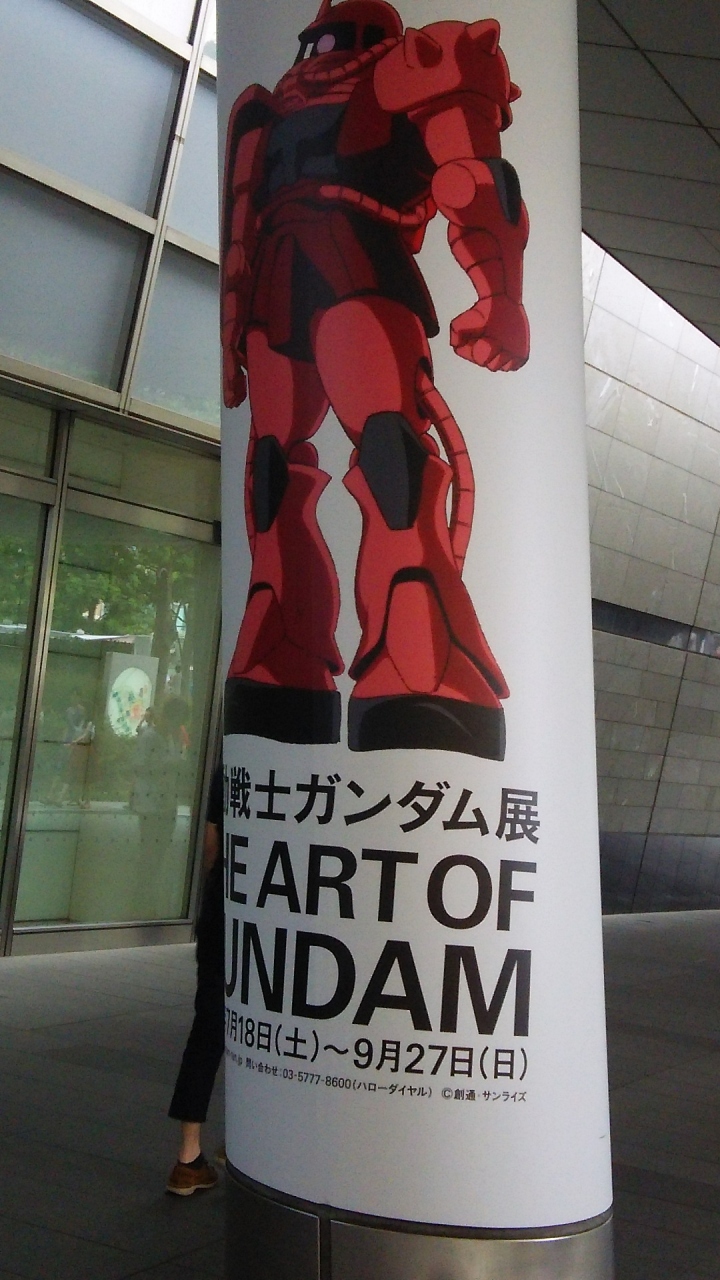 戦士ガンダム展
HE ART OF
UNDAM
7月18日(土)～9月27日(日)
問い合わせ:03-5777-8600(ハローダイヤル) ©創通・サンライズ